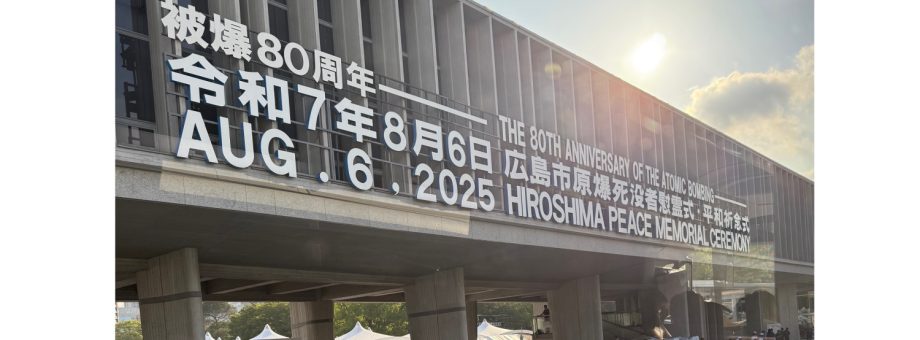 被爆80周年
THE 80TH ANNIVERSARY OF THE ATOMIC BOMBING
令和7年8月6日 広島市原爆死没者慰霊式・平和祈念式
AUG . 6 , 2025 HIROSHIMA PEACE MEMORIAL CEREMONY